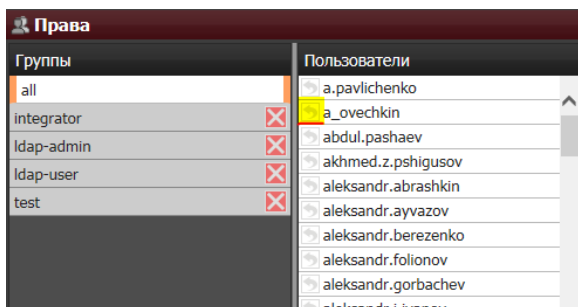 Права
Группы
all
integrator
ldap-admin
ldap-user
test
Пользователи
a.pavlichenko
a_ovechkin
abdul.pashaev
akhmed.z.pshigusov
aleksandr.abrashkin
aleksandr.ayvazov
aleksandr.berezenko
aleksandr.folionov
aleksandr.gorbachev